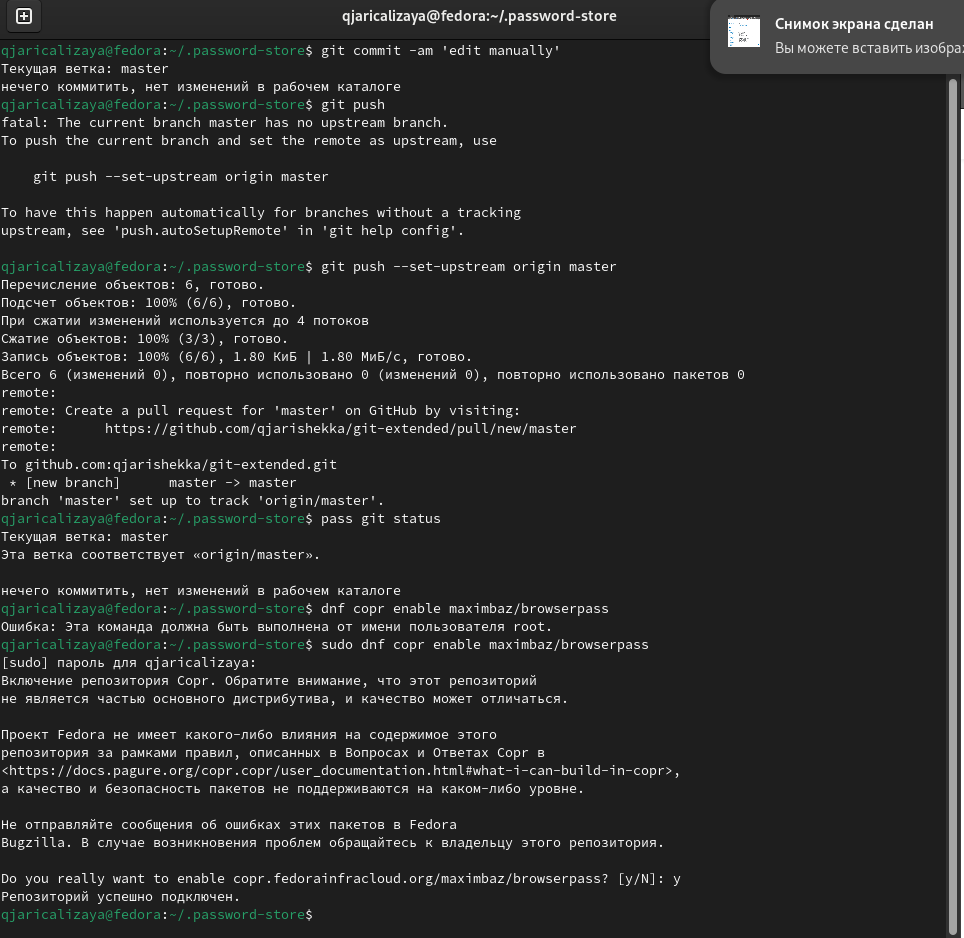 qjaricalizaya@fedora:~/.password-store
Снимок экрана сделан
Вы можете вставить изобра
qjaricalizaya@fedora:~/.password-store$ git commit -am 'edit manually'
Текущая ветка: master
нечего коммитить, нет изменений в рабочем каталоге
qjaricalizaya@fedora:~/.password-store$ git push
fatal: The current branch master has no upstream branch.
To push the current branch and set the remote as upstream, use

    git push --set-upstream origin master

To have this happen automatically for branches without a tracking
upstream, see 'push.autoSetupRemote' in 'git help config'.

qjaricalizaya@fedora:~/.password-store$ git push --set-upstream origin master
Перечисление объектов: 6, готово.
Подсчет объектов: 100% (6/6), готово.
При сжатии изменений используется до 4 потоков
Сжатие объектов: 100% (3/3), готово.
Запись объектов: 100% (6/6), 1.80 КиБ | 1.80 МиБ/с, готово.
Всего 6 (изменений 0), повторно использовано 0 (изменений 0), повторно использовано пакетов 0
remote:
remote: Create a pull request for 'master' on GitHub by visiting:
remote:      https://github.com/qjarishekka/git-extended/pull/new/master
remote:
To github.com:qjarishekka/git-extended.git
 * [new branch]      master -> master
branch 'master' set up to track 'origin/master'.
qjaricalizaya@fedora:~/.password-store$ pass git status
Текущая ветка: master
Эта ветка соответствует «origin/master».

нечего коммитить, нет изменений в рабочем каталоге
qjaricalizaya@fedora:~/.password-store$ dnf copr enable maximbaz/browserpass
Ошибка: Эта команда должна быть выполнена от имени пользователя root.
qjaricalizaya@fedora:~/.password-store$ sudo dnf copr enable maximbaz/browserpass
[sudo] пароль для qjaricalizaya:
Включение репозитория Copr. Обратите внимание, что этот репозиторий
не является частью основного дистрибутива, и качество может отличаться.

Проект Fedora не имеет какого-либо влияния на содержимое этого
репозитория за рамками правил, описанных в Вопросах и Ответах Copr в
<https://docs.pagure.org/copr.copr/user_documentation.html#what-i-can-build-in-copr>,
а качество и безопасность пакетов не поддерживаются на каком-либо уровне.

Не отправляйте сообщения об ошибках этих пакетов в Fedora
Bugzilla. В случае возникновения проблем обращайтесь к владельцу этого репозитория.

Do you really want to enable copr.fedorainfracloud.org/maximbaz/browserpass? [y/N]: y
Репозиторий успешно подключен.
qjaricalizaya@fedora:~/.password-store$